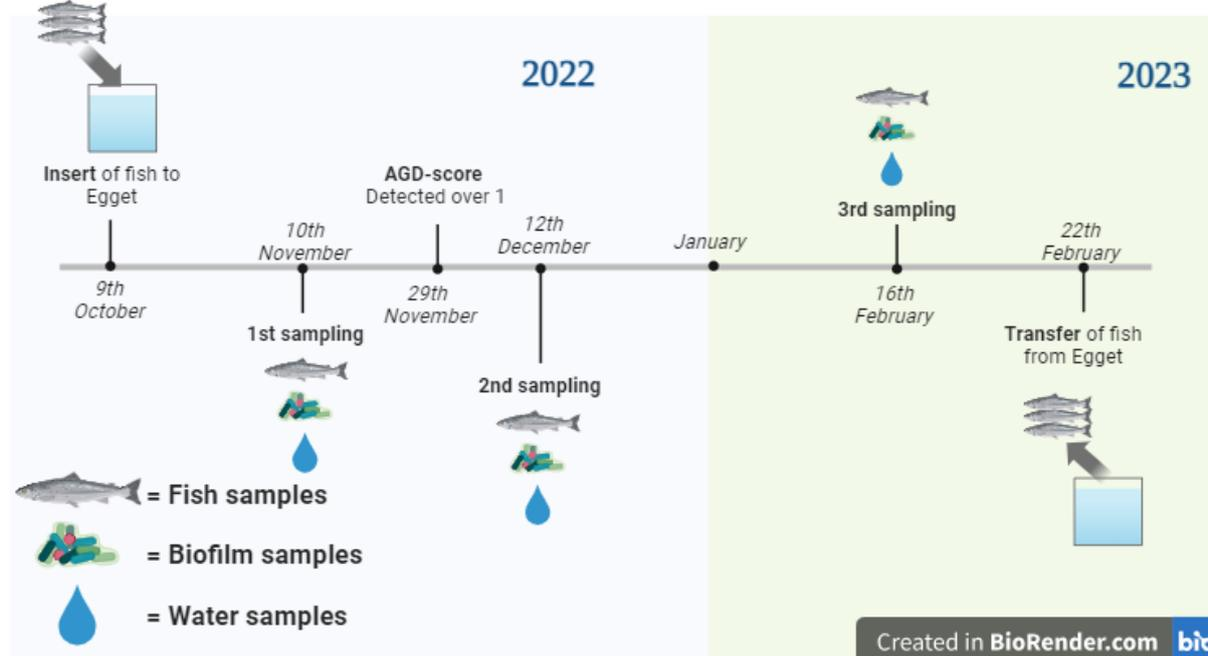 2022
2023
Insert of fish to
Egget
9th
October
10th
November
1st sampling
AGD-score
Detected over 1
29th
November
12th
December
2nd sampling
January
3rd sampling
16th
February
22th
February
Transfer of fish
from Egget
= Fish samples
= Biofilm samples
= Water samples
Created in BioRender.com bio